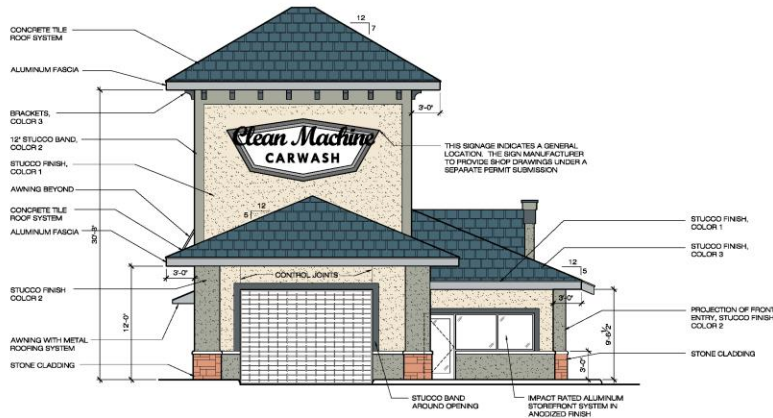 CONCRETE TILE
ROOF SYSTEM
ALUMINUM FASCIA
BRACKETS,
COLOR 3
12" STUCCO BAND,
COLOR 2
STUCCO FINISH,
COLOR 1
AWNING BEYOND
CONCRETE TILE
ROOF SYSTEM
ALUMINUM FASCIA
STUCCO FINISH
COLOR 2
AWNING WITH METAL
ROOFING SYSTEM
STONE CLADDING
12
7
3'-0"
Clean Machine
CARWASH
THIS SIGNAGE INDICATES A GENERAL
LOCATION. THE SIGN MANUFACTURER
TO PROVIDE SHOP DRAWINGS UNDER A
SEPARATE PERMIT SUBMISSION
12
5
30'-8"
3'-0"
12'-0"
CONTROL JOINTS
STUCCO FINISH,
COLOR 1
STUCCO FINISH,
COLOR 3
12
5
3'-0"
PROJECTION OF FRONT
ENTRY, STUCCO FINISH
COLOR 2
3'-0"
STONE CLADDING
STUCCO BAND
AROUND OPENING
IMPACT RATED ALUMINUM
STOREFRONT SYSTEM IN
ANODIZED FINISH